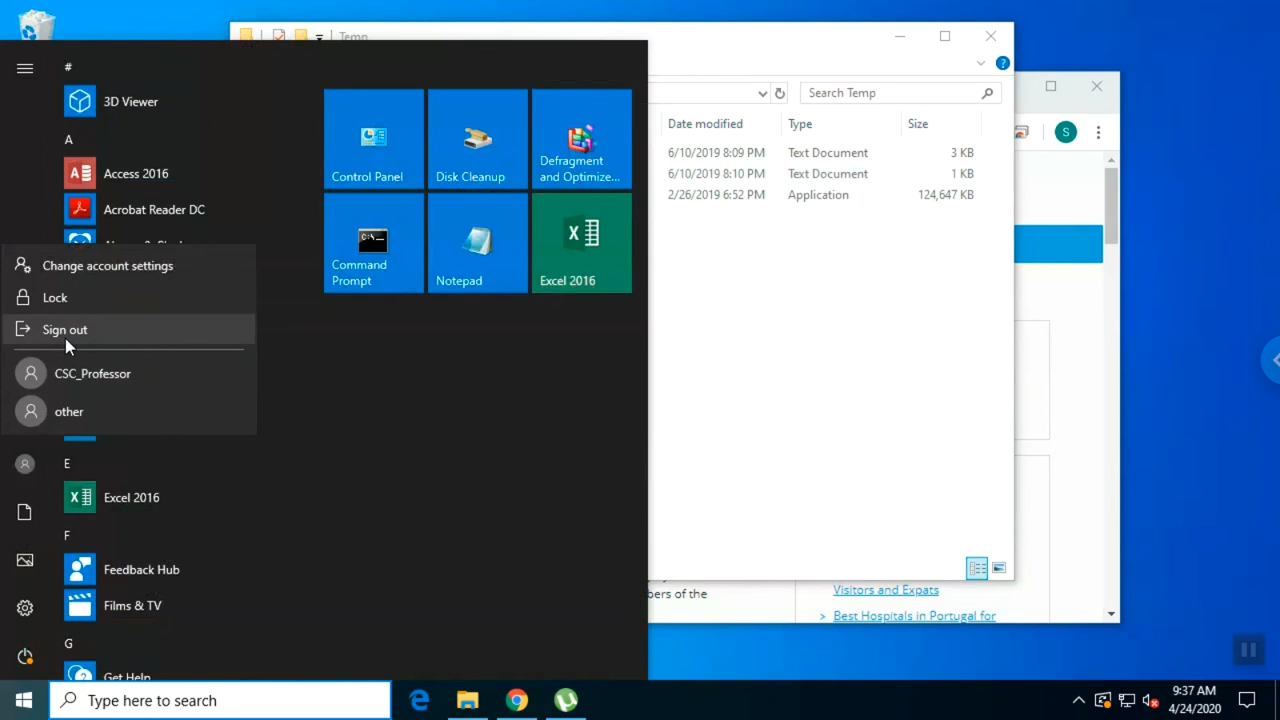 Temp
#
3D Viewer
A
Access 2016
Acrobat Reader DC
Change account settings
Lock
Sign out
CSC_Professor
other
E
Excel 2016
F
Feedback Hub
Films & TV
G
Get Help
Control Panel
Disk Cleanup
Defragment
and Optimize...
Command
Prompt
Notepad
Excel 2016
Search Temp
Date modified Type Size
6/10/2019 8:09 PM Text Document 3 KB
6/10/2019 8:10 PM Text Document 1 KB
2/26/2019 6:52 PM Application 124,647 KB
S
bers of the
Visitors and Expats
> Best Hospitals in Portugal for
Type here to search
9:37 AM
4/24/2020